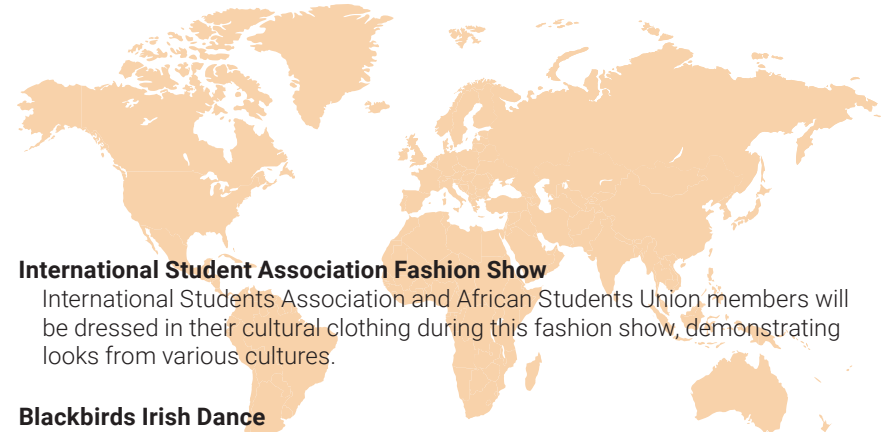 International Student Association Fashion Show
International Students Association and African Students Union members will
be dressed in their cultural clothing during this fashion show, demonstrating
looks from various cultures.
Blackbirds Irish Dance